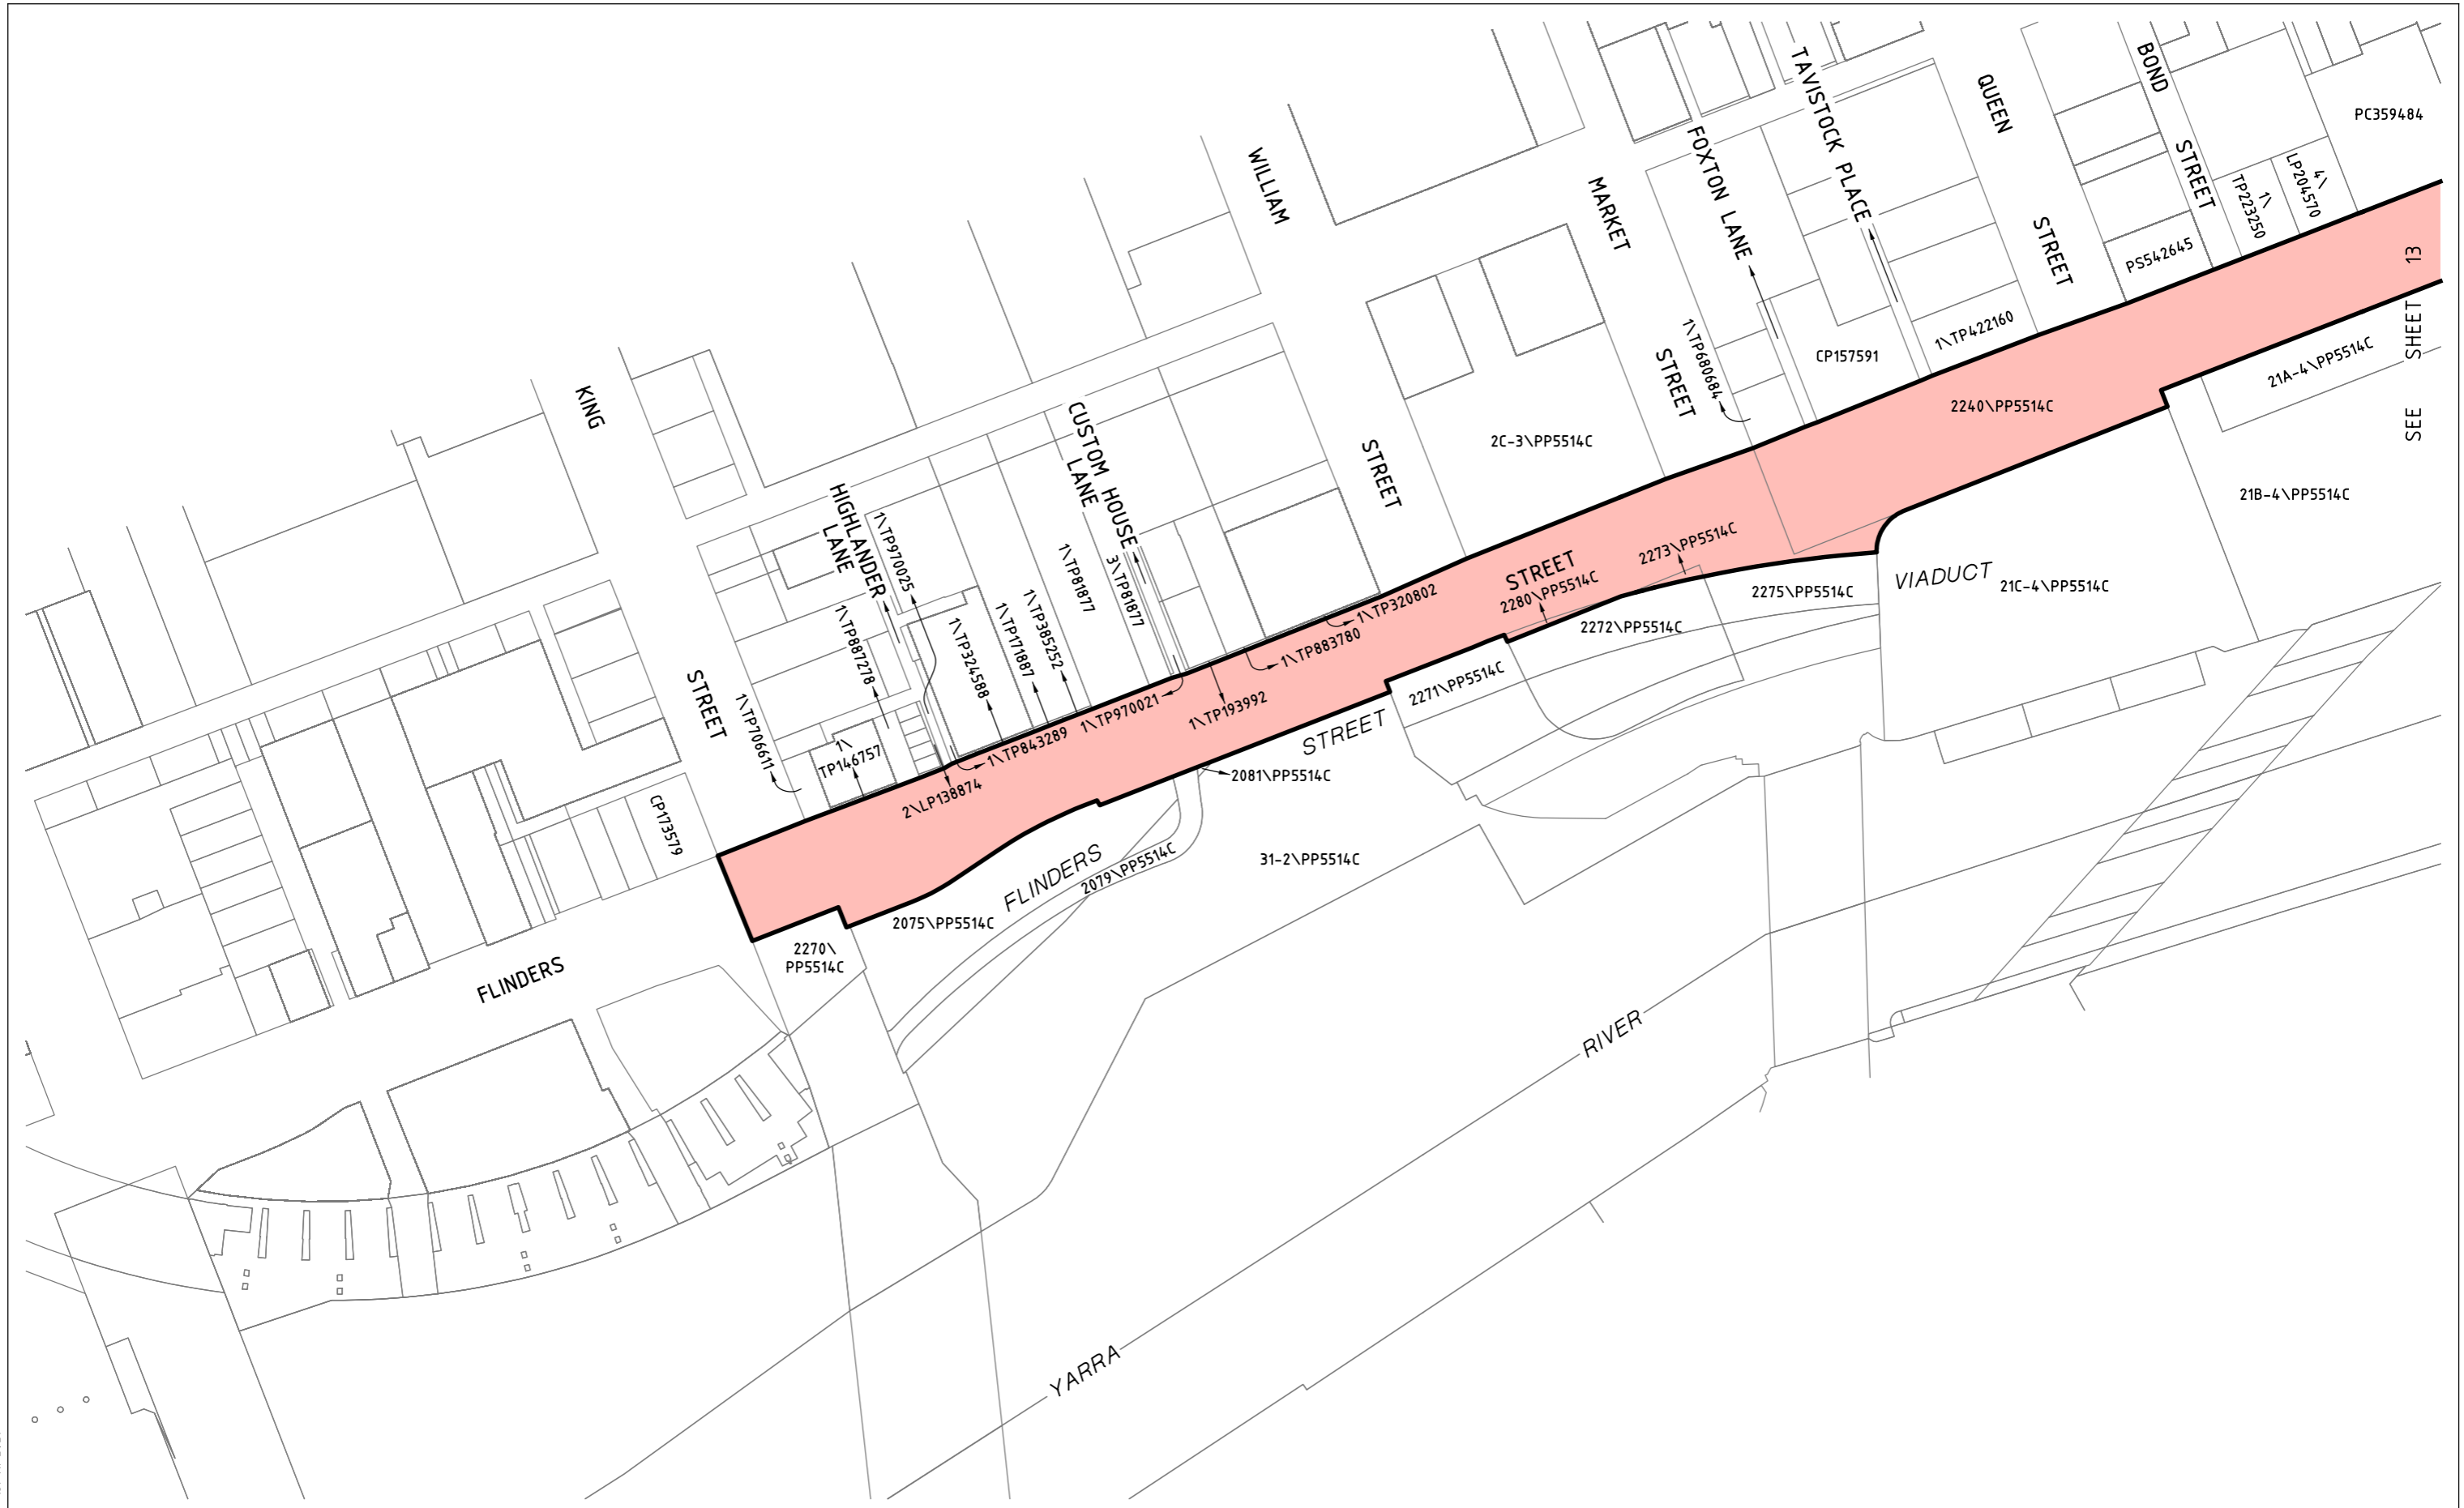 WILLIAM
STREET
MARKET
STREET
FOXTON LANE
TAVISTOCK PLACE
QUEEN
STREET
BOND
STREET
PC359484
4\
LP204570
1\
TP223250
PS542645
SEE SHEET 13
21A-4\PP5514C
1\TP422160
CP157591
1\TP680684
2240\PP5514C
2C-3\PP5514C
21B-4\PP5514C
KING
STREET
CUSTOM HOUSE
LANE
HIGHLANDER
LANE
1\TP970025
1\TP81877
3\TP81877
1\TP385252
1\TP171887
1\TP324588
1\TP887278
1\TP706611
1\
TP146757
2\LP138874
1\TP843289
1\TP970021
1\TP193992
1\TP883780
1\TP320802
STREET
2280\PP5514C
2273\PP5514C
2275\PP5514C
2272\PP5514C
2271\PP5514C
VIADUCT
21C-4\PP5514C
CP173579
FLINDERS
2270\
PP5514C
2075\PP5514C
FLINDERS
STREET
2079\PP5514C
2081\PP5514C
31-2\PP5514C
YARRA
RIVER